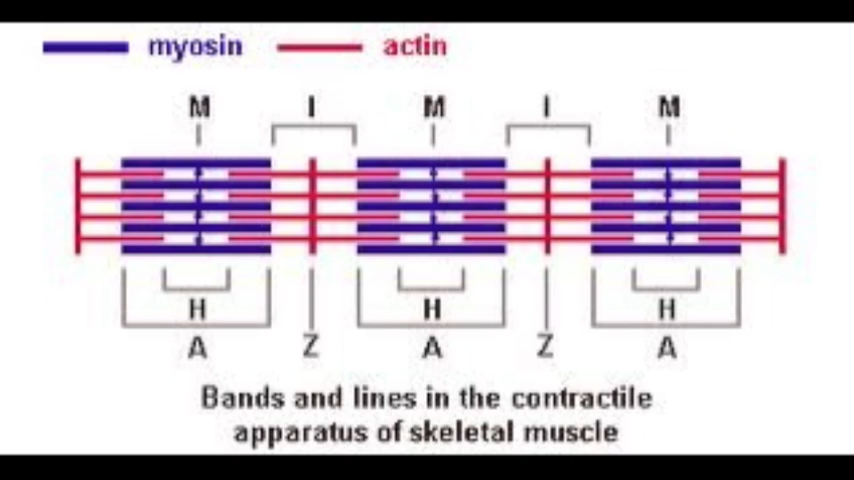 myosin actin
M I M I M
H H H
A Z A Z A
Bands and lines in the contractile
apparatus of skeletal muscle